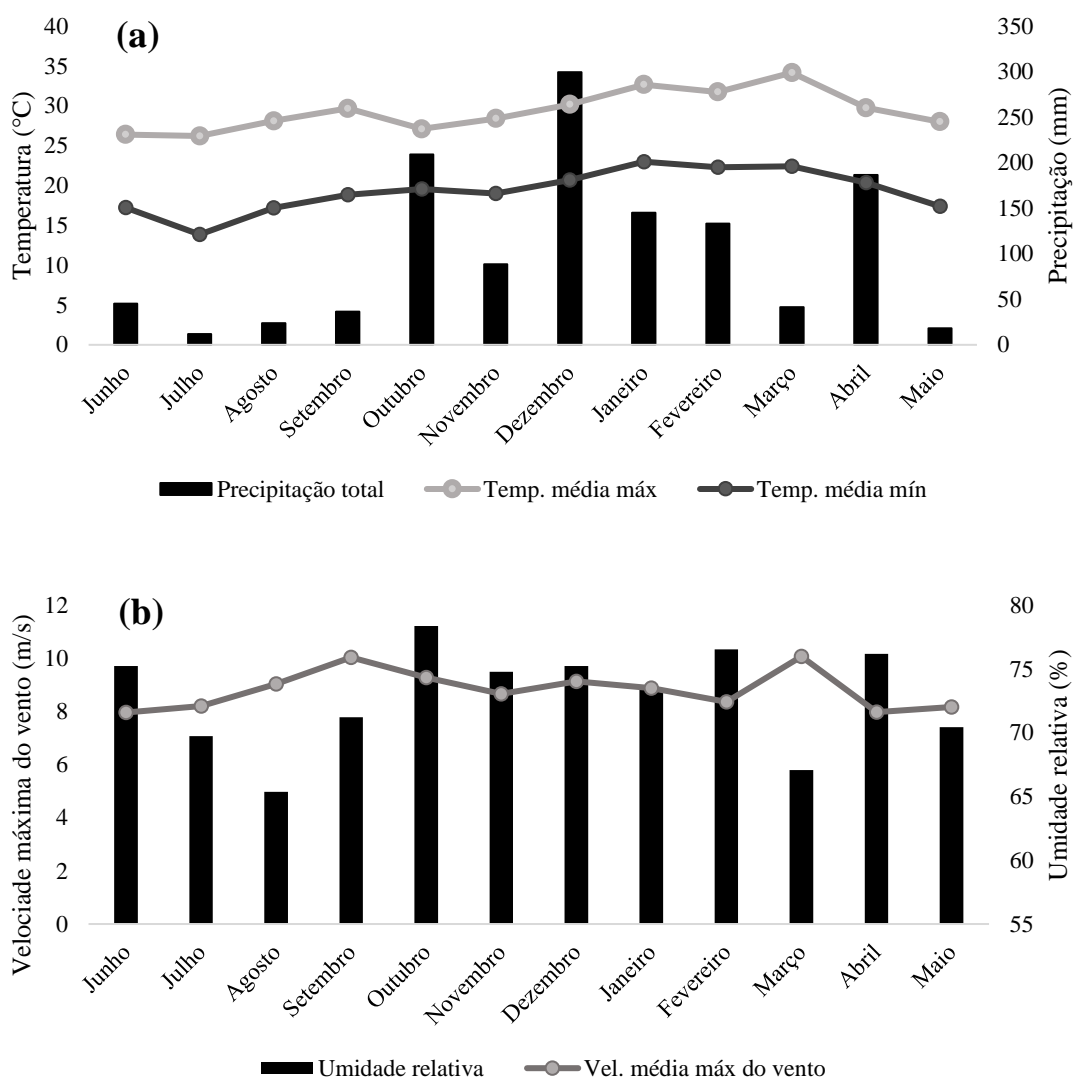 (a)
Temperatura (°C)
40
35
30
25
20
15
10
5
0
Precipitação (mm)
350
300
250
200
150
100
50
0
Junho
Julho
Agosto
Setembro
Outubro
Novembro
Dezembro
Janeiro
Fevereiro
Março
Abril
Maio
Precipitação total
Temp. média máx
Temp. média mín
(b)
Velociade máxima do vento (m/s)
12
10
8
6
4
2
0
Umidade relativa (%)
80
75
70
65
60
55
Junho
Julho
Agosto
Setembro
Outubro
Novembro
Dezembro
Janeiro
Fevereiro
Março
Abril
Maio
Umidade relativa
Vel. média máx do vento